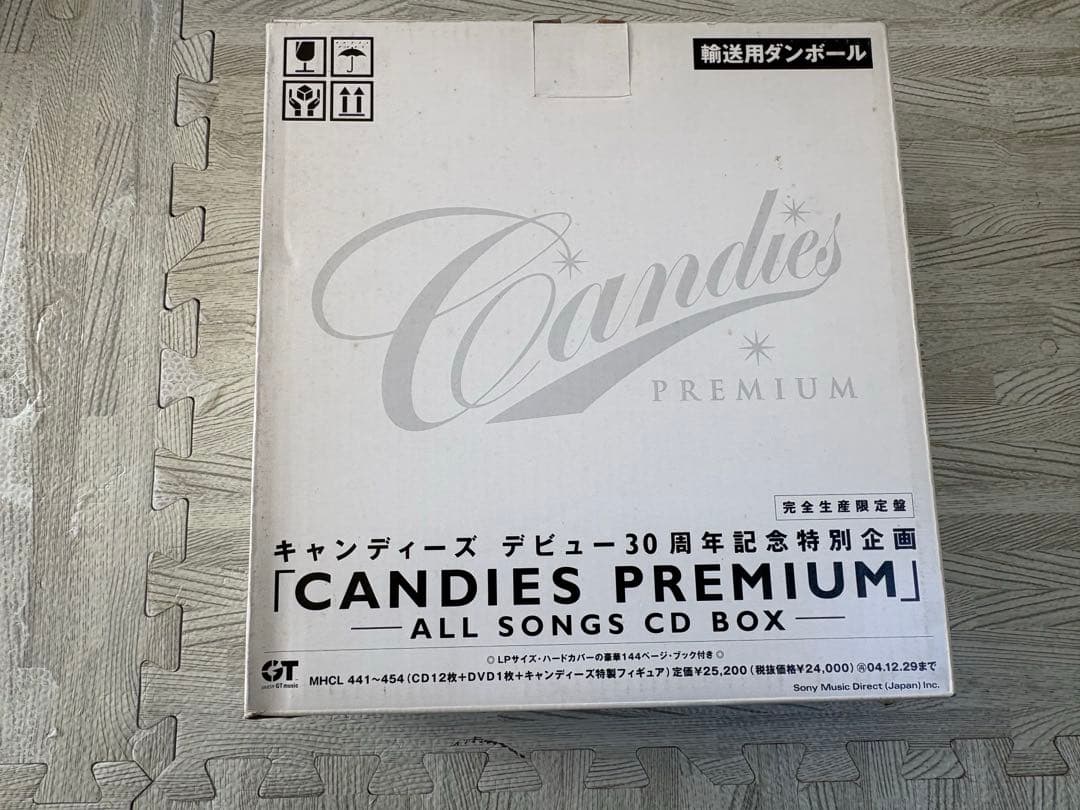 輸送用ダンボール
Candies
PREMIUM
完全生産限定盤
キャンディーズ デビュー30周年記念特別企画
「CANDIES PREMIUM」
ALL SONGS CD BOX
◎LPサイズ・ハードカバーの豪華144ページ・ブック付き◎
GT
MHCL 441〜454(CD12枚+DVD1枚+キャンディーズ特製フィギュア)定価¥25,200(税抜価格¥24,000)㋐04.12.29まで
Sony Music Direct (Japan) Inc.